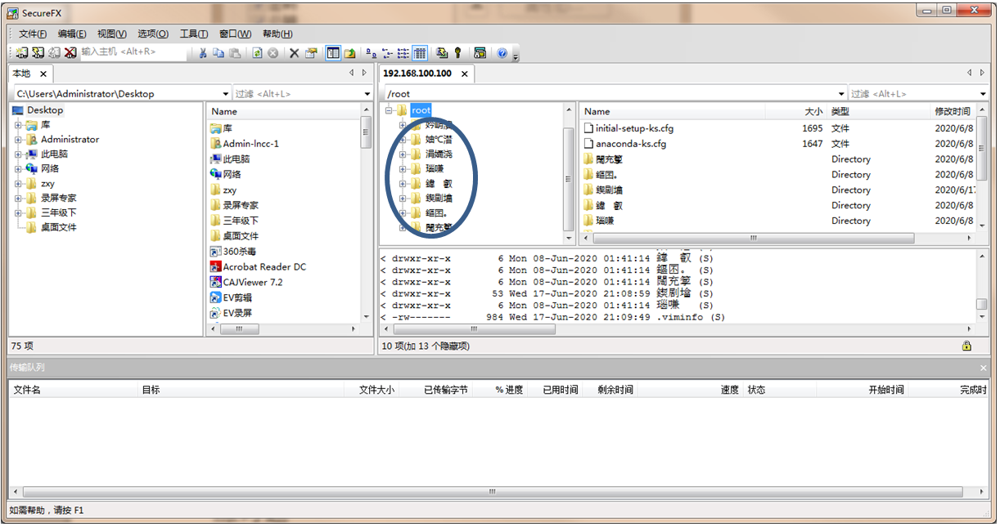 SecureFX
文件(F) 编辑(E) 视图(V) 选项(O) 工具(T) 窗口(W) 帮助(H)
输入主机 <Alt+R>
本地
192.168.100.100
C:\Users\Administrator\Desktop
过滤 <Alt+L>
/root
过滤 <Alt+L>
Desktop
库
Administrator
此电脑
网络
zxy
录屏专家
三年级下
桌面文件
Name
库
Admin-lncc-1
此电脑
网络
zxy
录屏专家
三年级下
桌面文件
360杀毒
Acrobat Reader DC
CAJViewer 7.2
EV剪辑
EV录屏
root
妯℃澘
涓嬭浇
瑙嗛
鍥剧墖
鏂囨。
闊充箰
Name 大小 类型 修改时间
initial-setup-ks.cfg 1695 文件 2020/6/8
anaconda-ks.cfg 1647 文件 2020/6/8
闊充箰 Directory 2020/6/8
鏂囨。 Directory 2020/6/8
Directory 2020/6/17
Directory 2020/6/8
瑙嗛 Directory 2020/6/8
< drwxr-xr-x 6 Mon 08-Jun-2020 01:41:14 (S)
< drwxr-xr-x 6 Mon 08-Jun-2020 01:41:14 鏂囨。 (S)
< drwxr-xr-x 6 Mon 08-Jun-2020 01:41:14 闊充箰 (S)
< drwxr-xr-x 53 Wed 17-Jun-2020 21:08:59 (S)
< drwxr-xr-x 6 Mon 08-Jun-2020 01:41:14 瑙嗛 (S)
< -rw------- 984 Wed 17-Jun-2020 21:09:49 .viminfo (S)
75 项
10 项(加 13 个隐藏项)
传输队列
文件名 目标 文件大小 已传输字节 % 进度 已用时间 剩余时间 速度 状态 开始时间 完成时
如需帮助，请按 F1